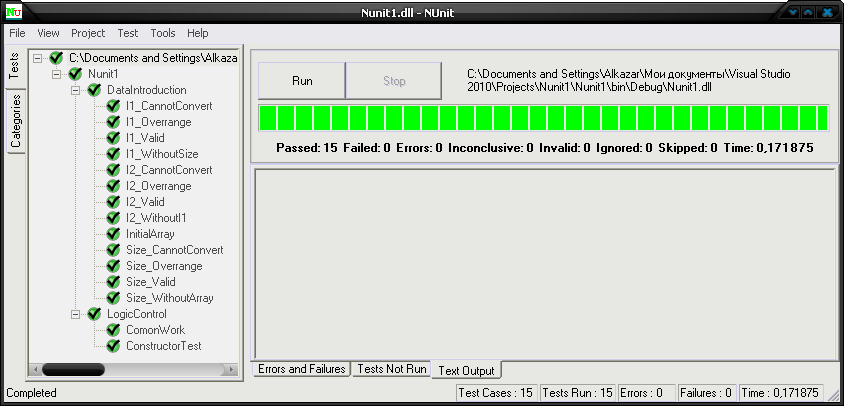 Nunit1.dll - NUnit
File View Project Test Tools Help
Tests
Categories
C:\Documents and Settings\Alkaza
Nunit1
DataIntroduction
I1_CannotConvert
I1_Overrange
I1_Valid
I1_WithoutSize
I2_CannotConvert
I2_Overrange
I2_Valid
I2_WithoutI1
InitialArray
Size_CannotConvert
Size_Overrange
Size_Valid
Size_WithoutArray
LogicControl
ComonWork
ConstructorTest
Run
Stop
C:\Documents and Settings\Alkazar\Мои документы\Visual Studio
2010\Projects\Nunit1\Nunit1\bin\Debug\Nunit1.dll
Passed: 15 Failed: 0 Errors: 0 Inconclusive: 0 Invalid: 0 Ignored: 0 Skipped: 0 Time: 0,171875
Errors and Failures
Tests Not Run
Text Output
Completed
Test Cases : 15
Tests Run : 15
Errors : 0
Failures : 0
Time : 0,171875